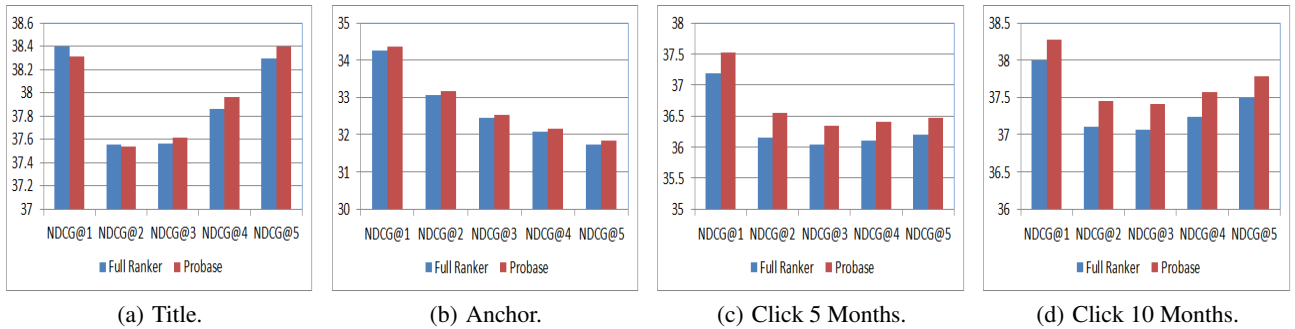 38.6
38.4
38.2
38
37.8
37.6
37.4
37.2
37
NDCG@1 NDCG@2 NDCG@3 NDCG@4 NDCG@5
Full Ranker Probase
(a) Title.
35
34
33
32
31
30
NDCG@1 NDCG@2 NDCG@3 NDCG@4 NDCG@5
Full Ranker Probase
(b) Anchor.
38
37.5
37
36.5
36
35.5
35
NDCG@1 NDCG@2 NDCG@3 NDCG@4 NDCG@5
Full Ranker Probase
(c) Click 5 Months.
38.5
38
37.5
37
36.5
36
NDCG@1 NDCG@2 NDCG@3 NDCG@4 NDCG@5
Full Ranker Probase
(d) Click 10 Months.